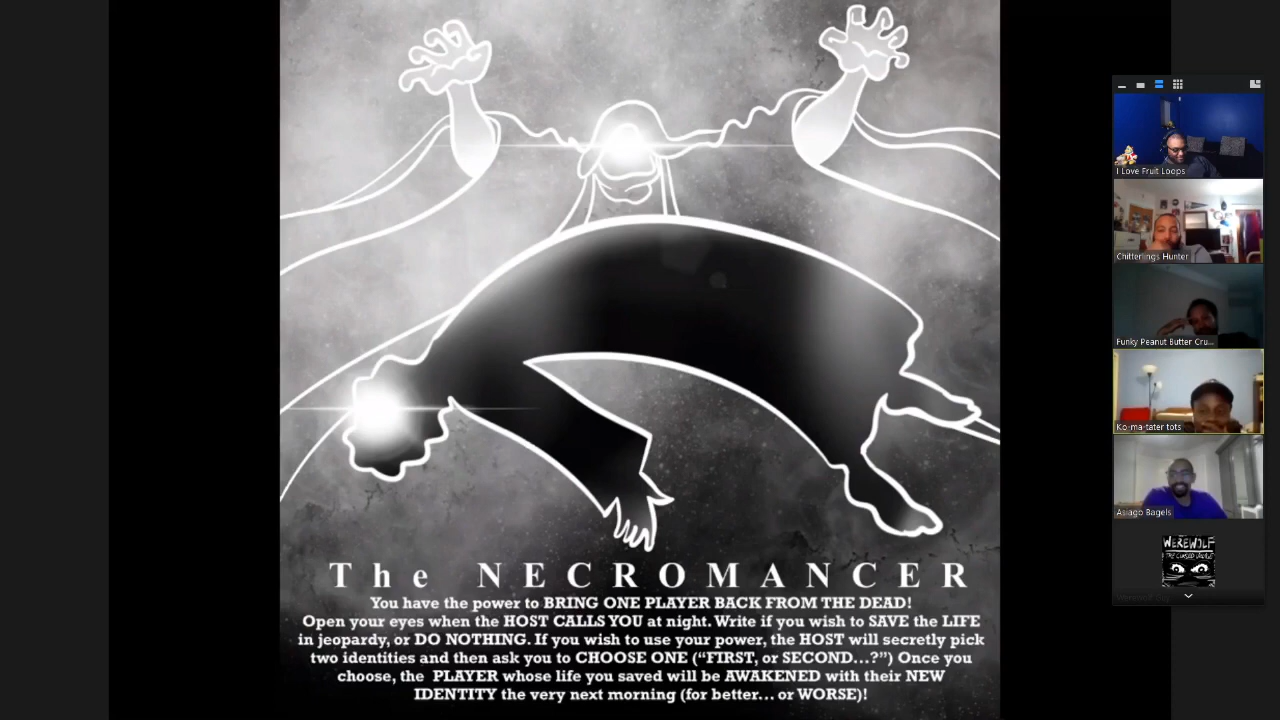 The NECROMANCER
You have the power to BRING ONE PLAYER BACK FROM THE DEAD!
Open your eyes when the HOST CALLS YOU at night. Write if you wish to SAVE the LIFE
in jeopardy, or DO NOTHING. If you wish to use your power, the HOST will secretly pick
two identities and then ask you to CHOOSE ONE (“FIRST, or SECOND...?”) Once you
choose, the PLAYER whose life you saved will be AWAKENED with their NEW
IDENTITY the very next morning (for better... or WORSE)!
I Love Fruit Loops
Chitterlings Hunter
Funky Peanut Butter Cru...
Ko-ma-tater tots
Asiago Bagels
WEREWOLF